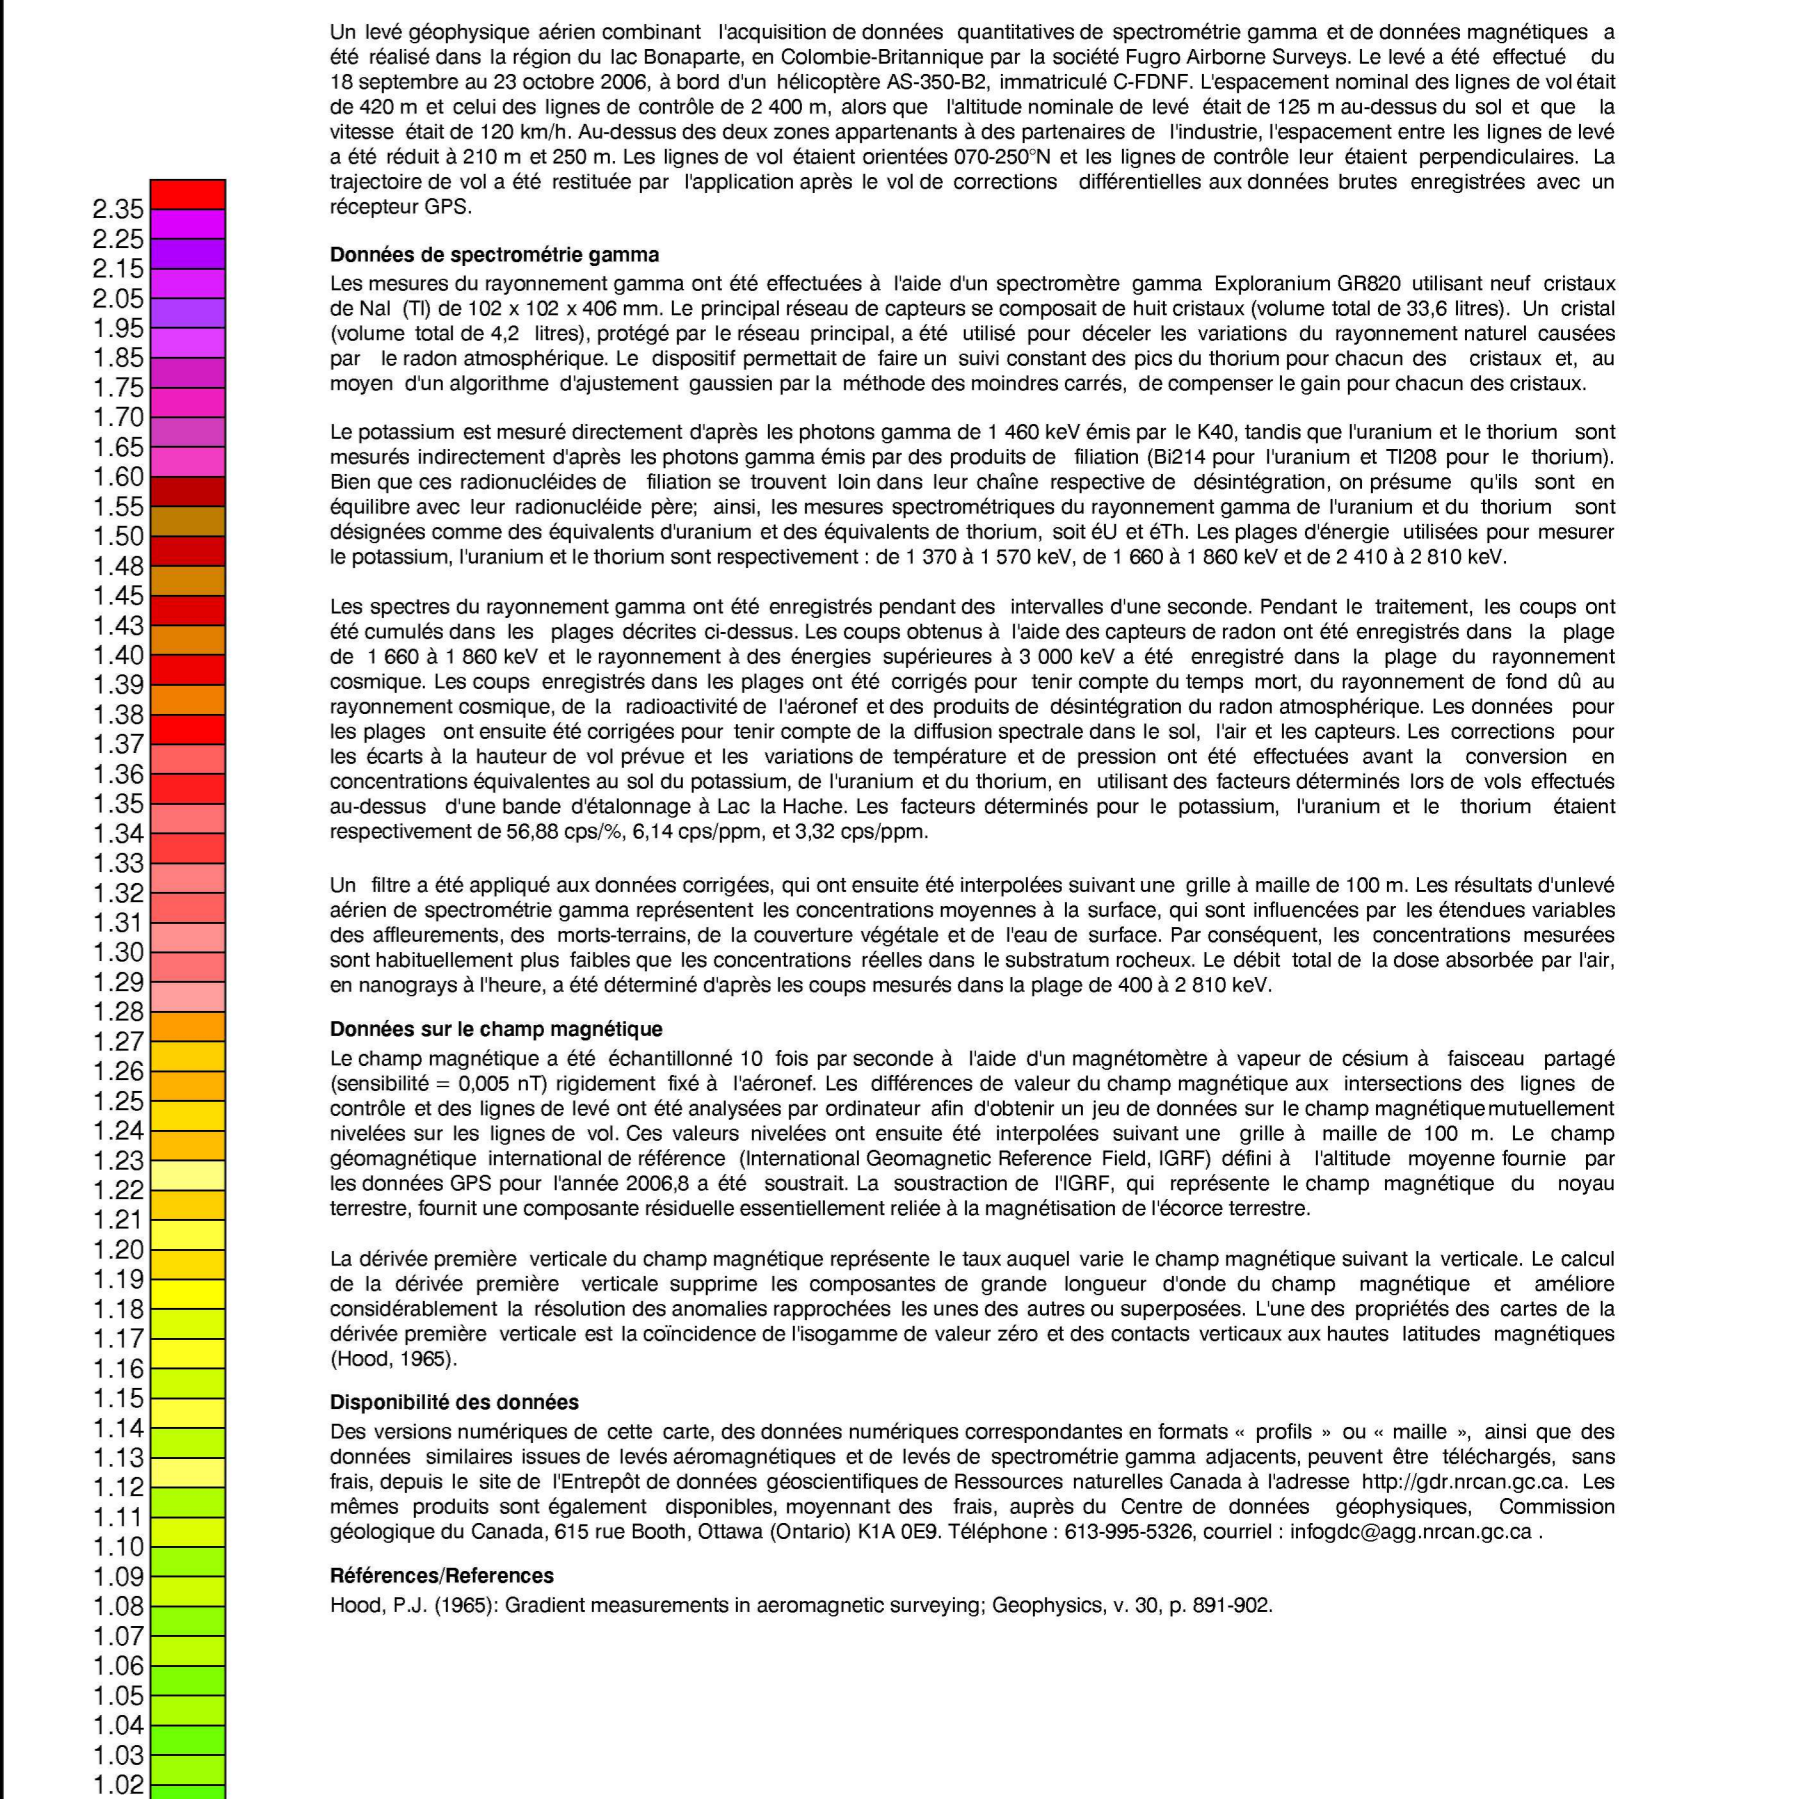 Un levé géophysique aérien combinant l'acquisition de données quantitatives de spectrométrie gamma et de données magnétiques a
été réalisé dans la région du lac Bonaparte, en Colombie-Britannique par la société Fugro Airborne Surveys. Le levé a été effectué du
18 septembre au 23 octobre 2006, à bord d'un hélicoptère AS-350-B2, immatriculé C-FDNF. L'espacement nominal des lignes de vol était
de 420 m et celui des lignes de contrôle de 2 400 m, alors que l'altitude nominale de levé était de 125 m au-dessus du sol et que la
vitesse était de 120 km/h. Au-dessus des deux zones appartenants à des partenaires de l'industrie, l'espacement entre les lignes de levé
a été réduit à 210 m et 250 m. Les lignes de vol étaient orientées 070-250°N et les lignes de contrôle leur étaient perpendiculaires. La
trajectoire de vol a été restituée par l'application après le vol de corrections différentielles aux données brutes enregistrées avec un
récepteur GPS.
Données de spectrométrie gamma
Les mesures du rayonnement gamma ont été effectuées à l'aide d'un spectromètre gamma Exploranium GR820 utilisant neuf cristaux
de NaI (Tl) de 102 x 102 x 406 mm. Le principal réseau de capteurs se composait de huit cristaux (volume total de 33,6 litres). Un cristal
(volume total de 4,2 litres), protégé par le réseau principal, a été utilisé pour déceler les variations du rayonnement naturel causées
par le radon atmosphérique. Le dispositif permettait de faire un suivi constant des pics du thorium pour chacun des cristaux et, au
moyen d'un algorithme d'ajustement gaussien par la méthode des moindres carrés, de compenser le gain pour chacun des cristaux.
Le potassium est mesuré directement d'après les photons gamma de 1 460 keV émis par le K40, tandis que l'uranium et le thorium sont
mesurés indirectement d'après les photons gamma émis par des produits de filiation (Bi214 pour l'uranium et Tl208 pour le thorium).
Bien que ces radionucléides de filiation se trouvent loin dans leur chaîne respective de désintégration, on présume qu'ils sont en
équilibre avec leur radionucléide père; ainsi, les mesures spectrométriques du rayonnement gamma de l'uranium et du thorium sont
désignées comme des équivalents d'uranium et des équivalents de thorium, soit éU et éTh. Les plages d'énergie utilisées pour mesurer
le potassium, l'uranium et le thorium sont respectivement : de 1 370 à 1 570 keV, de 1 660 à 1 860 keV et de 2 410 à 2 810 keV.
Les spectres du rayonnement gamma ont été enregistrés pendant des intervalles d'une seconde. Pendant le traitement, les coups ont
été cumulés dans les plages décrites ci-dessus. Les coups obtenus à l'aide des capteurs de radon ont été enregistrés dans la plage
de 1 660 à 1 860 keV et le rayonnement à des énergies supérieures à 3 000 keV a été enregistré dans la plage du rayonnement
cosmique. Les coups enregistrés dans les plages ont été corrigés pour tenir compte du temps mort, du rayonnement de fond dû au
rayonnement cosmique, de la radioactivité de l'aéronef et des produits de désintégration du radon atmosphérique. Les données pour
les plages ont ensuite été corrigées pour tenir compte de la diffusion spectrale dans le sol, l'air et les capteurs. Les corrections pour
les écarts à la hauteur de vol prévue et les variations de température et de pression ont été effectuées avant la conversion en
concentrations équivalentes au sol du potassium, de l'uranium et du thorium, en utilisant des facteurs déterminés lors de vols effectués
au-dessus d'une bande d'étalonnage à Lac la Hache. Les facteurs déterminés pour le potassium, l'uranium et le thorium étaient
respectivement de 56,88 cps/%, 6,14 cps/ppm, et 3,32 cps/ppm.
Un filtre a été appliqué aux données corrigées, qui ont ensuite été interpolées suivant une grille à maille de 100 m. Les résultats d'unlevé
aérien de spectrométrie gamma représentent les concentrations moyennes à la surface, qui sont influencées par les étendues variables
des affleurements, des morts-terrains, de la couverture végétale et de l'eau de surface. Par conséquent, les concentrations mesurées
sont habituellement plus faibles que les concentrations réelles dans le substratum rocheux. Le débit total de la dose absorbée par l'air,
en nanograys à l'heure, a été déterminé d'après les coups mesurés dans la plage de 400 à 2 810 keV.
Données sur le champ magnétique
Le champ magnétique a été échantillonné 10 fois par seconde à l'aide d'un magnétomètre à vapeur de césium à faisceau partagé
(sensibilité = 0,005 nT) rigidement fixé à l'aéronef. Les différences de valeur du champ magnétique aux intersections des lignes de
contrôle et des lignes de levé ont été analysées par ordinateur afin d'obtenir un jeu de données sur le champ magnétique mutuellement
nivelées sur les lignes de vol. Ces valeurs nivelées ont ensuite été interpolées suivant une grille à maille de 100 m. Le champ
géomagnétique international de référence (International Geomagnetic Reference Field, IGRF) défini à l'altitude moyenne fournie par
les données GPS pour l'année 2006,8 a été soustrait. La soustraction de l'IGRF, qui représente le champ magnétique du noyau
terrestre, fournit une composante résiduelle essentiellement reliée à la magnétisation de l'écorce terrestre.
La dérivée première verticale du champ magnétique représente le taux auquel varie le champ magnétique suivant la verticale. Le calcul
de la dérivée première verticale supprime les composantes de grande longueur d'onde du champ magnétique et améliore
considérablement la résolution des anomalies rapprochées les unes des autres ou superposées. L'une des propriétés des cartes de la
dérivée première verticale est la coïncidence de l'isogamme de valeur zéro et des contacts verticaux aux hautes latitudes magnétiques
(Hood, 1965).
Disponibilité des données
Des versions numériques de cette carte, des données numériques correspondantes en formats « profils » ou « maille », ainsi que des
données similaires issues de levés aéromagnétiques et de levés de spectrométrie gamma adjacents, peuvent être téléchargés, sans
frais, depuis le site de l'Entrepôt de données géoscientifiques de Ressources naturelles Canada à l'adresse http://gdr.nrcan.gc.ca. Les
mêmes produits sont également disponibles, moyennant des frais, auprès du Centre de données géophysiques, Commission
géologique du Canada, 615 rue Booth, Ottawa (Ontario) K1A 0E9. Téléphone : 613-995-5326, courriel : infogdc@agg.nrcan.gc.ca .
Références/References
Hood, P.J. (1965): Gradient measurements in aeromagnetic surveying; Geophysics, v. 30, p. 891-902.
2.35
2.25
2.15
2.05
1.95
1.85
1.75
1.70
1.65
1.60
1.55
1.50
1.48
1.45
1.43
1.40
1.39
1.38
1.37
1.36
1.35
1.34
1.33
1.32
1.31
1.30
1.29
1.28
1.27
1.26
1.25
1.24
1.23
1.22
1.21
1.20
1.19
1.18
1.17
1.16
1.15
1.14
1.13
1.12
1.11
1.10
1.09
1.08
1.07
1.06
1.05
1.04
1.03
1.02